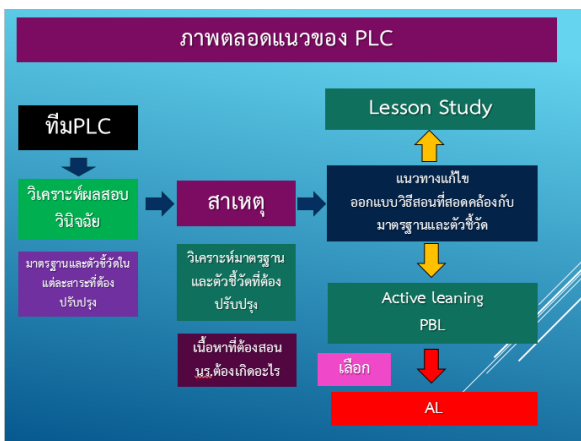 ภาพตลอดแนวของ PLC
ทีมPLC
วิเคราะห์ผลสอบ
วินิจฉัย
มาตรฐานและตัวชี้วัดใน
แต่ละสาระที่ต้อง
ปรับปรุง
สาเหตุ
วิเคราะห์มาตรฐาน
และตัวชี้วัดที่ต้อง
ปรับปรุง
เนื้อหาที่ต้องสอน
นร.ต้องเกิดอะไร
Lesson Study
แนวทางแก้ไข
ออกแบบวิธีสอนที่สอดคล้องกับ
มาตรฐานและตัวชี้วัด
Active leaning
PBL
เลือก
AL